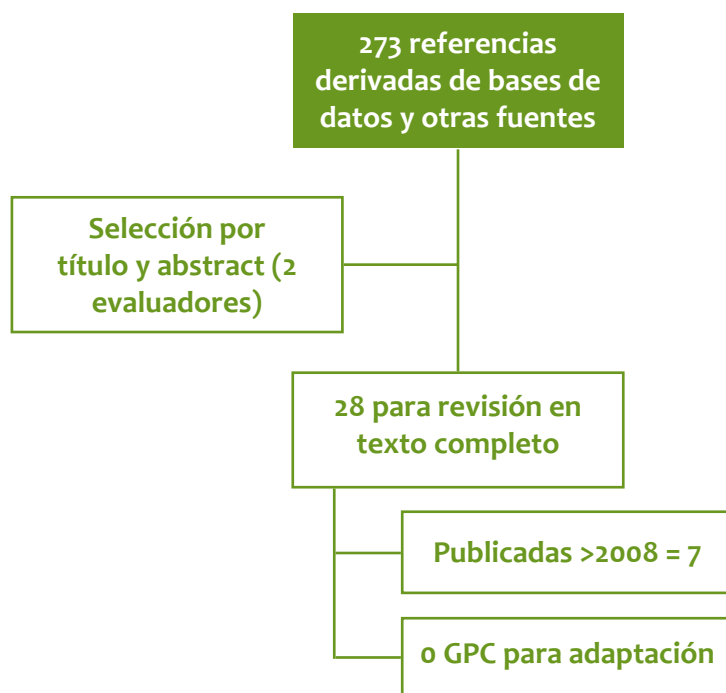 273 referencias
derivadas de bases de
datos y otras fuentes
Selección por
título y abstract (2
evaluadores)
28 para revisión en
texto completo
Publicadas >2008 = 7
0 GPC para adaptación